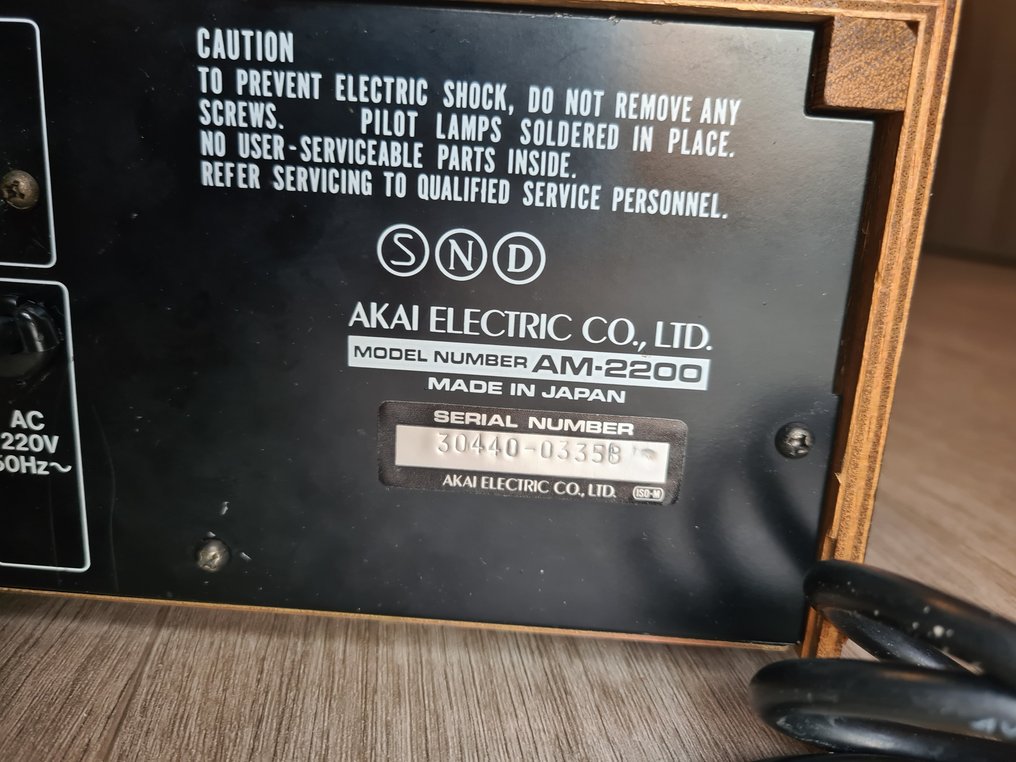 CAUTION
TO PREVENT ELECTRIC SHOCK, DO NOT REMOVE ANY
SCREWS. PILOT LAMPS SOLDERED IN PLACE.
NO USER-SERVICEABLE PARTS INSIDE.
REFER SERVICING TO QUALIFIED SERVICE PERSONNEL.
S N D
AKAI ELECTRIC CO., LTD.
MODEL NUMBER AM-2200
MADE IN JAPAN
SERIAL NUMBER
30440-03358
AKAI ELECTRIC CO., LTD. ISO-M
AC
220V
50Hz~